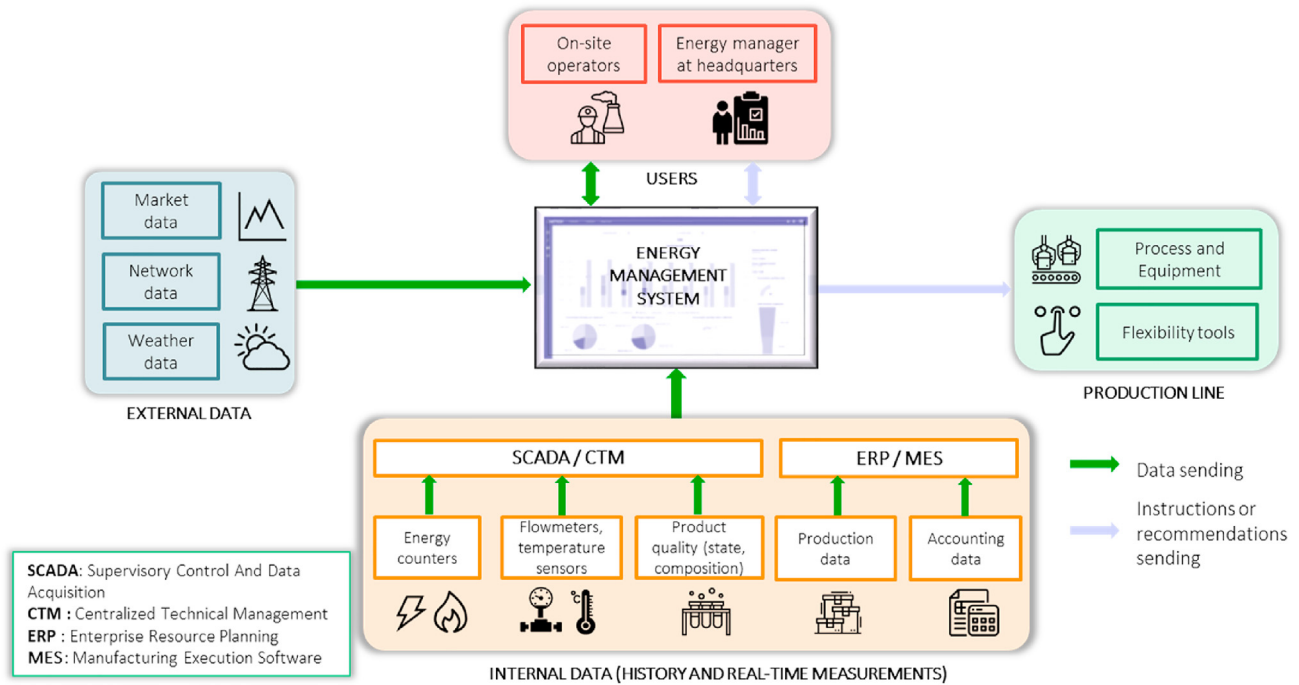 On-site
operators
Energy manager
at headquarters
USERS
Market
data
Network
data
Weather
data
EXTERNAL DATA
ENERGY
MANAGEMENT
SYSTEM
Process and
Equipment
Flexibility tools
PRODUCTION LINE
SCADA / CTM
ERP / MES
Energy
counters
Flowmeters,
temperature
sensors
Product
quality (state,
composition)
Production
data
Accounting
data
°C
INTERNAL DATA (HISTORY AND REAL-TIME MEASUREMENTS)
Data sending
Instructions or
recommendations
sending
SCADA: Supervisory Control And Data
Acquisition
CTM : Centralized Technical Management
ERP : Enterprise Resource Planning
MES : Manufacturing Execution Software